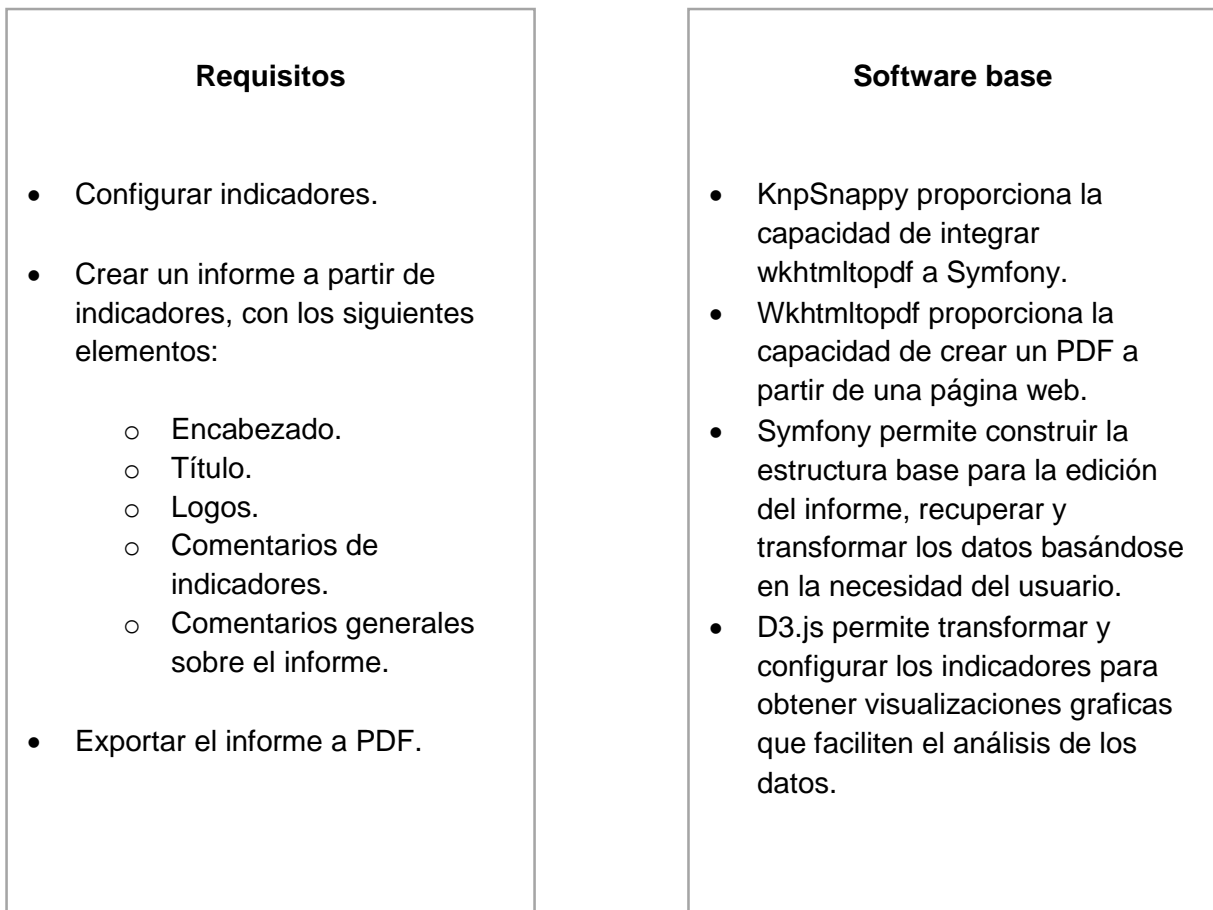 Requisitos
• Configurar indicadores.
• Crear un informe a partir de
indicadores, con los siguientes
elementos:
o Encabezado.
o Título.
o Logos.
o Comentarios de
indicadores.
o Comentarios generales
sobre el informe.
• Exportar el informe a PDF.
Software base
• KnpSnappy proporciona la
capacidad de integrar
wkhtmltopdf a Symfony.
• Wkhtmltopdf proporciona la
capacidad de crear un PDF a
partir de una página web.
• Symfony permite construir la
estructura base para la edición
del informe, recuperar y
transformar los datos basándose
en la necesidad del usuario.
• D3.js permite transformar y
configurar los indicadores para
obtener visualizaciones graficas
que faciliten el análisis de los
datos.